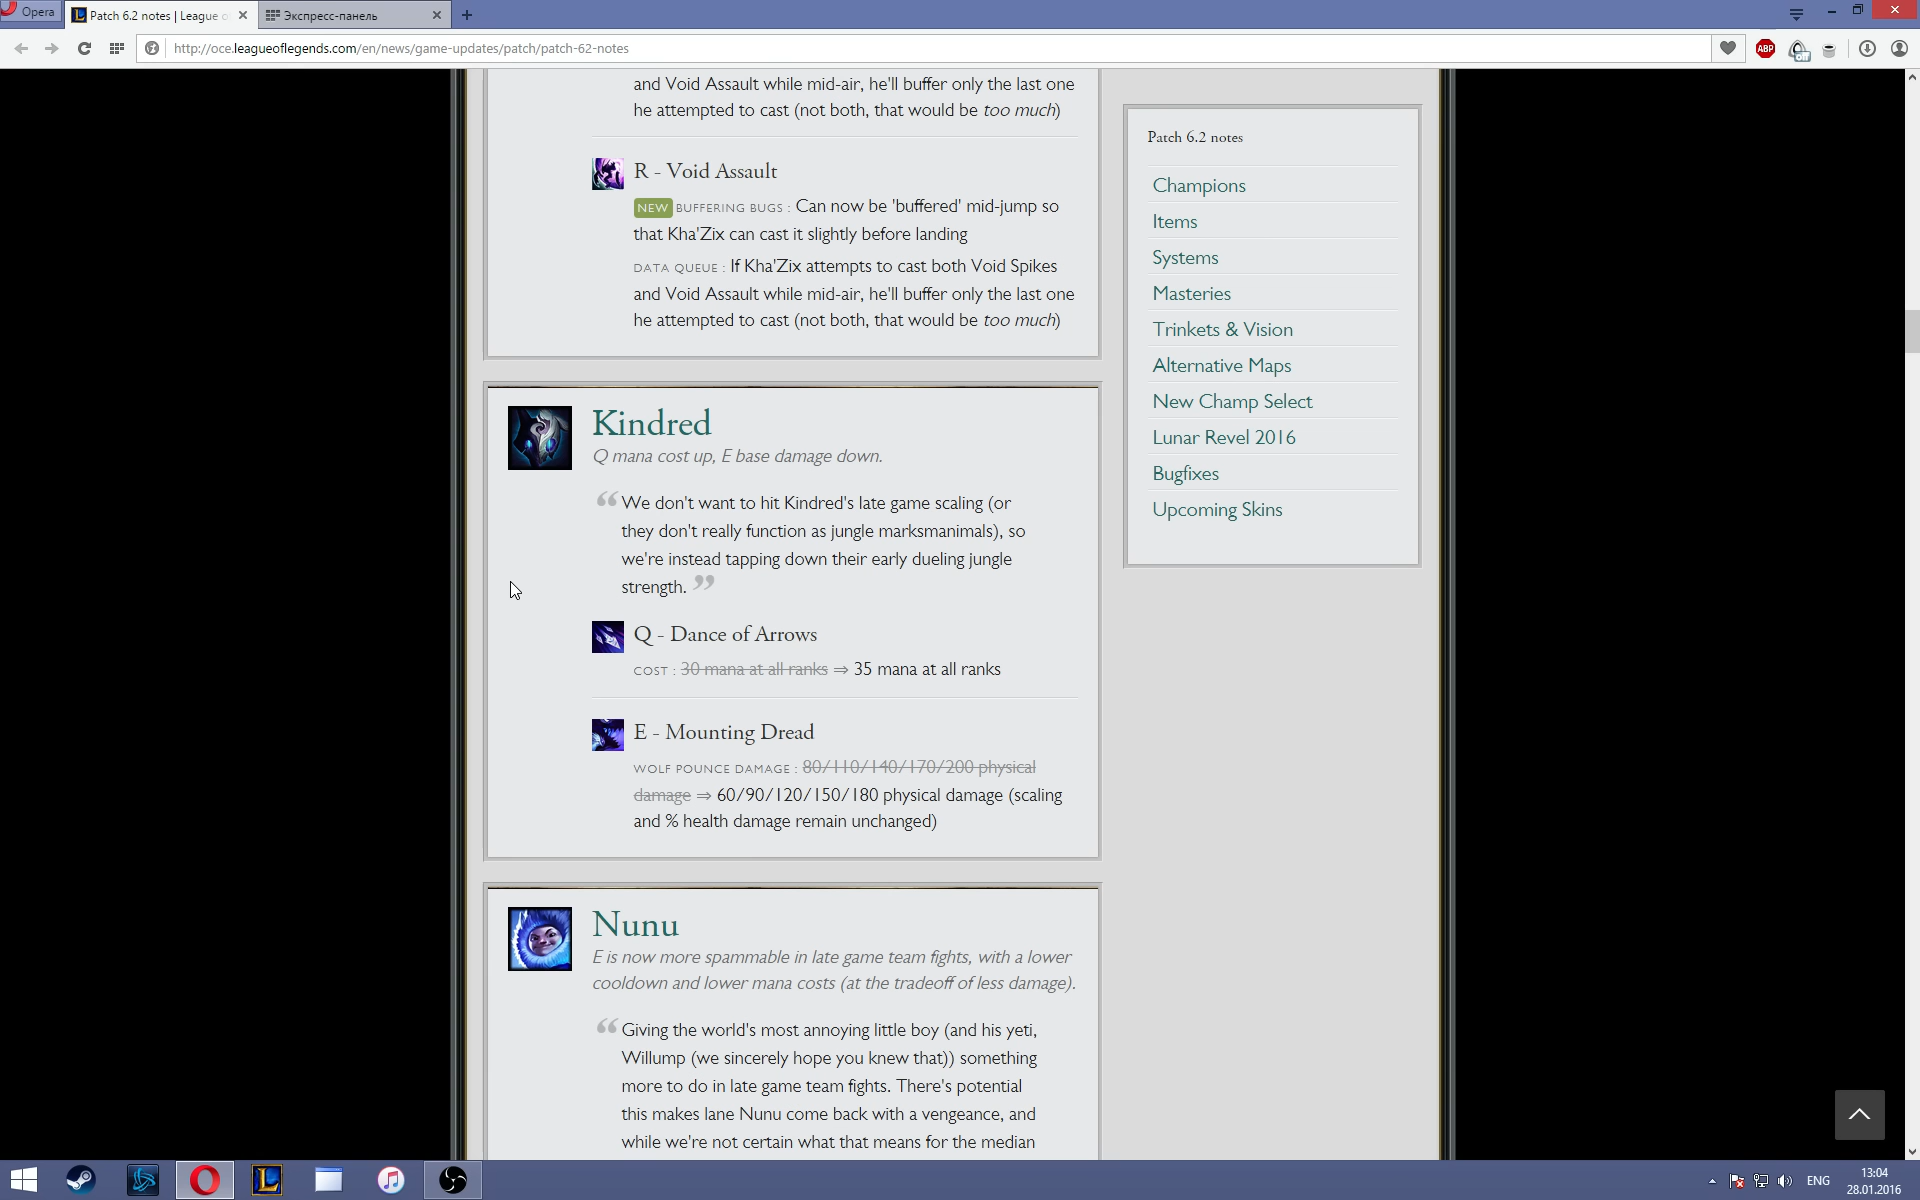 Opera
Patch 6.2 notes | League o
Экспресс-панель
http://oce.leagueoflegends.com/en/news/game-updates/patch/patch-62-notes
ABP
off
and Void Assault while mid-air, he'll buffer only the last one
he attempted to cast (not both, that would be too much)
R - Void Assault
NEW BUFFERING BUGS : Can now be 'buffered' mid-jump so
that Kha'Zix can cast it slightly before landing
DATA QUEUE : If Kha'Zix attempts to cast both Void Spikes
and Void Assault while mid-air, he'll buffer only the last one
he attempted to cast (not both, that would be too much)
Kindred
Q mana cost up, E base damage down.
“ We don't want to hit Kindred's late game scaling (or
they don't really function as jungle marksmanimals), so
we're instead tapping down their early dueling jungle
strength. ”
Q - Dance of Arrows
COST : 30 mana at all ranks ⇒ 35 mana at all ranks
E - Mounting Dread
WOLF POUNCE DAMAGE : 80/110/140/170/200 physical
damage ⇒ 60/90/120/150/180 physical damage (scaling
and % health damage remain unchanged)
Nunu
E is now more spammable in late game team fights, with a lower
cooldown and lower mana costs (at the tradeoff of less damage).
“ Giving the world's most annoying little boy (and his yeti,
Willump (we sincerely hope you knew that)) something
more to do in late game team fights. There's potential
this makes lane Nunu come back with a vengeance, and
while we're not certain what that means for the median
Patch 6.2 notes
Champions
Items
Systems
Masteries
Trinkets & Vision
Alternative Maps
New Champ Select
Lunar Revel 2016
Bugfixes
Upcoming Skins
ENG
13:04
28.01.2016